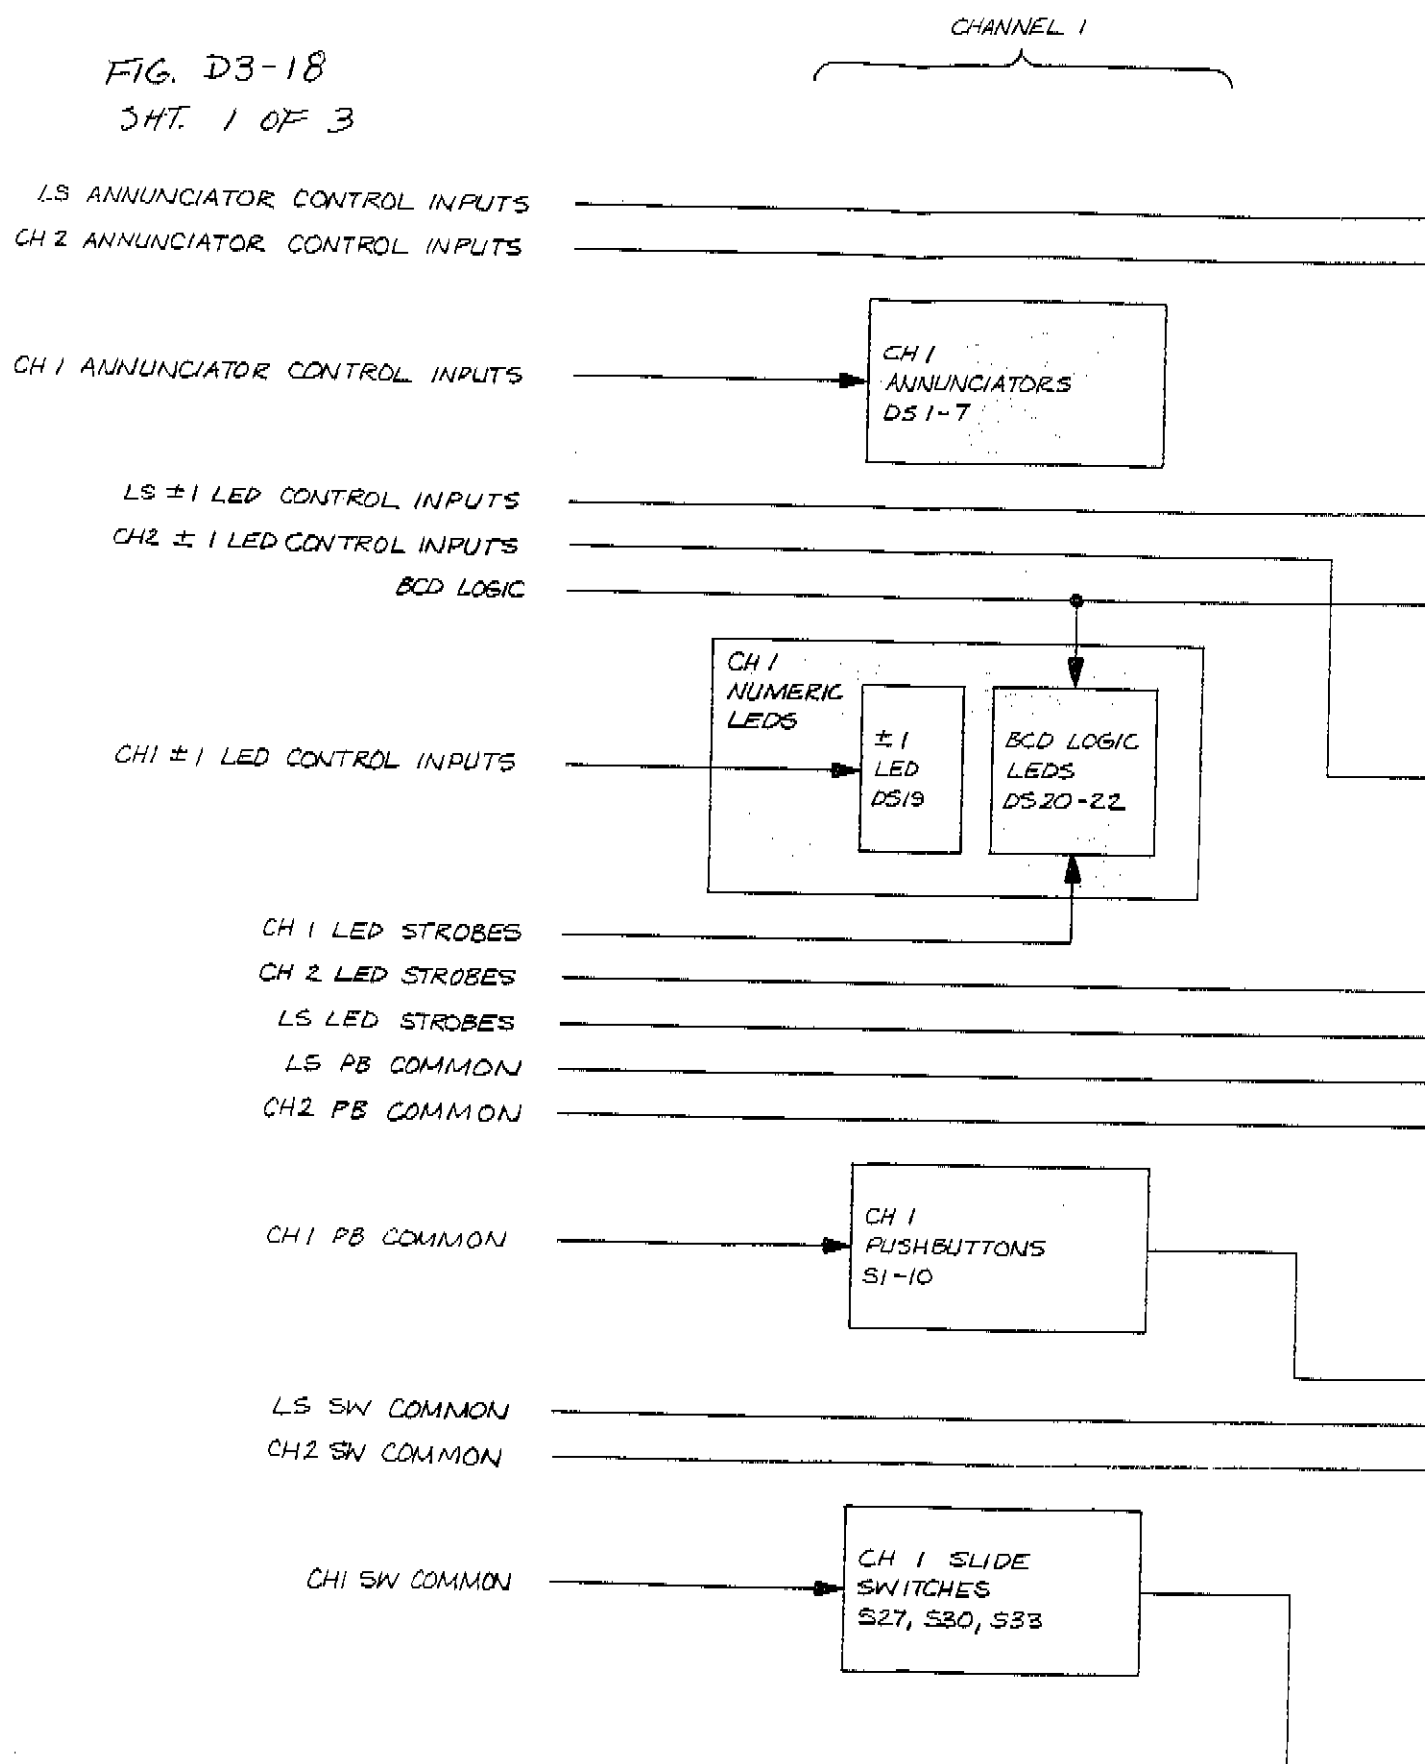 CHANNEL 1
FIG. D3-18
SHT. 1 OF 3
LS ANNUNCIATOR CONTROL INPUTS
CH 2 ANNUNCIATOR CONTROL INPUTS
CH 1 ANNUNCIATOR CONTROL INPUTS
CH 1
ANNUNCIATORS
DS 1-7
LS ±1 LED CONTROL INPUTS
CH2 ± 1 LED CONTROL INPUTS
BCD LOGIC
CH 1
NUMERIC
LEDS
CH1 ±1 LED CONTROL INPUTS
±1
LED
DS19
BCD LOGIC
LEDS
DS20-22
CH 1 LED STROBES
CH 2 LED STROBES
LS LED STROBES
LS PB COMMON
CH2 PB COMMON
CH1 PB COMMON
CH 1
PUSHBUTTONS
S1-10
LS SW COMMON
CH2 SW COMMON
CH1 SW COMMON
CH 1 SLIDE
SWITCHES
S27, S30, S33